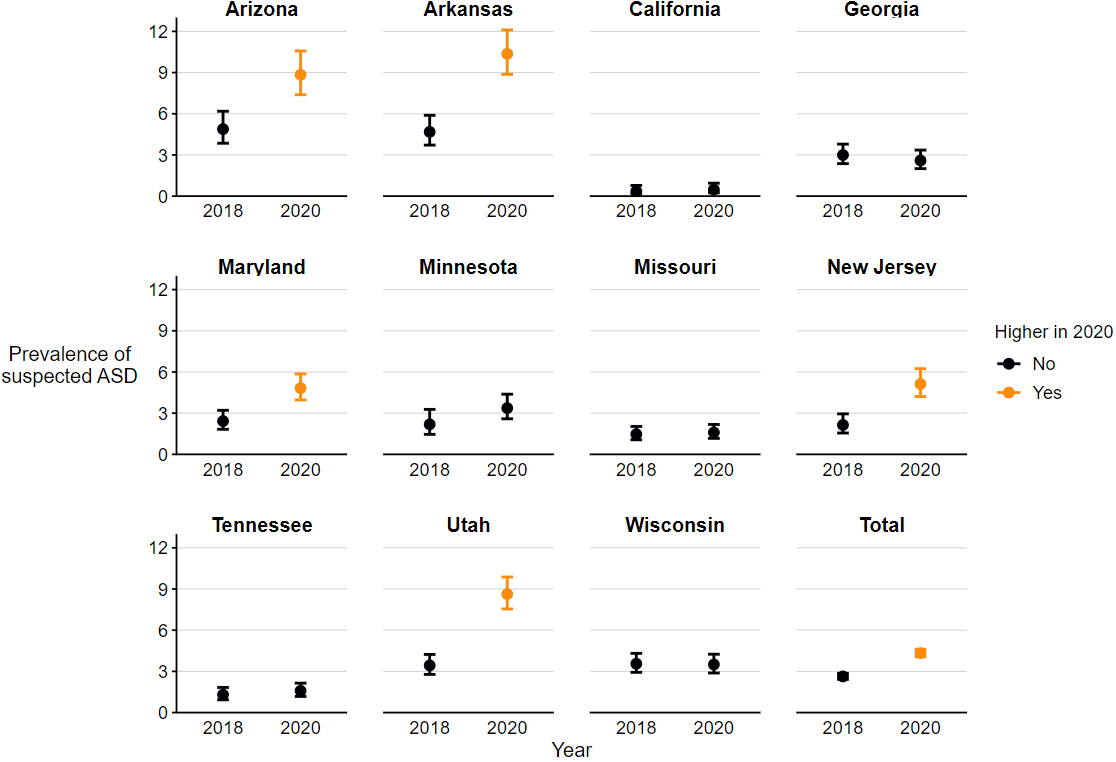 Arizona Arkansas California Georgia
12
9
6
3
0
2018 2020 2018 2020 2018 2020 2018 2020
Maryland Minnesota Missouri New Jersey
12
9
6
3
0
2018 2020 2018 2020 2018 2020 2018 2020
Prevalence of
suspected ASD
Higher in 2020
No
Yes
Tennessee Utah Wisconsin Total
12
9
6
3
0
2018 2020 2018 2020 2018 2020 2018 2020
Year